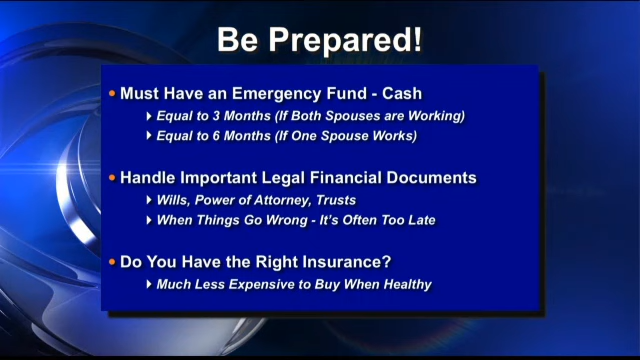 Be Prepared!
• Must Have an Emergency Fund - Cash
Equal to 3 Months (If Both Spouses are Working)
Equal to 6 Months (If One Spouse Works)
• Handle Important Legal Financial Documents
Wills, Power of Attorney, Trusts
When Things Go Wrong - It's Often Too Late
• Do You Have the Right Insurance?
Much Less Expensive to Buy When Healthy